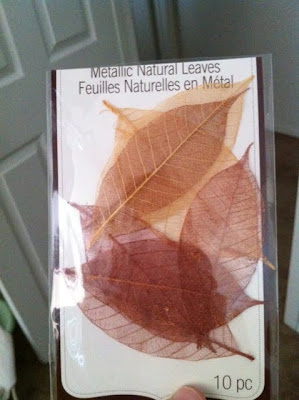 Metallic Natural Leaves
Feuilles Naturelles en Métal
10 pc